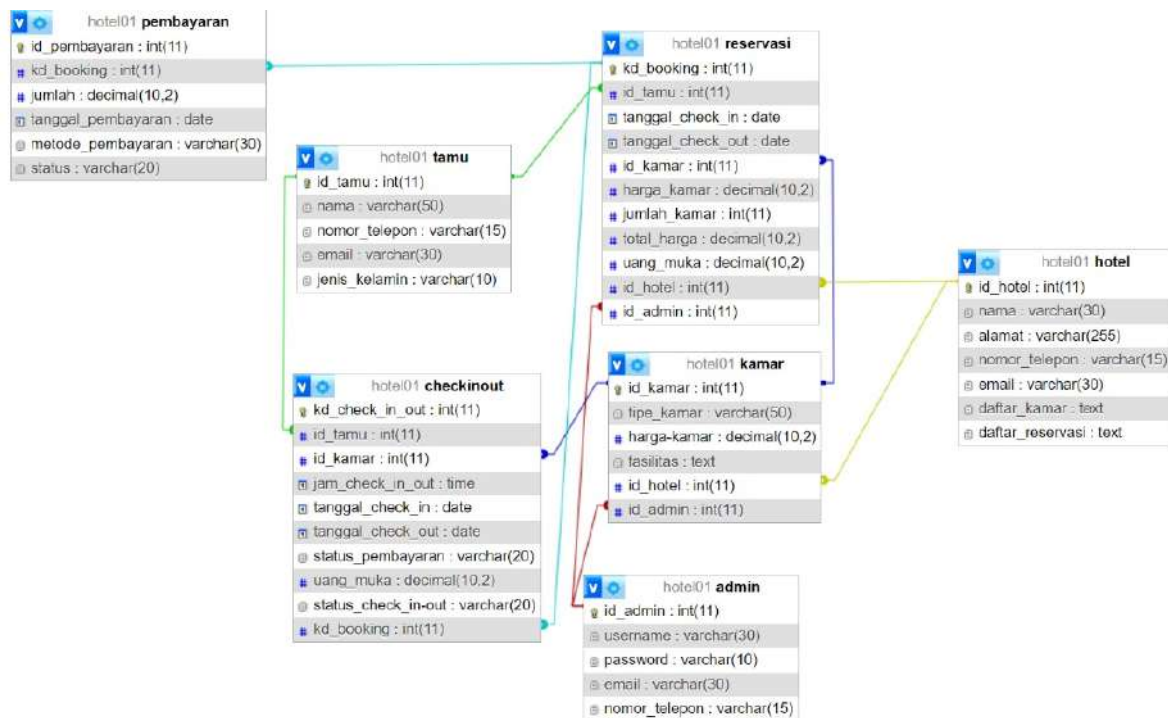 hotel01 pembayaran
id_pembayaran : int(11)
kd_booking : int(11)
jumlah : decimal(10,2)
tanggal_pembayaran : date
metode_pembayaran : varchar(30)
status : varchar(20)
hotel01 reservasi
kd_booking : int(11)
id_tamu : int(11)
tanggal_check_in : date
tanggal_check_out : date
id_kamar : int(11)
harga_kamar : decimal(10,2)
jumlah_kamar : int(11)
total_harga : decimal(10,2)
uang_muka : decimal(10,2)
id_hotel : int(11)
id_admin : int(11)
hotel01 tamu
id_tamu : int(11)
nama : varchar(50)
nomor_telepon : varchar(15)
email : varchar(30)
jenis_kelamin : varchar(10)
hotel01 hotel
id_hotel : int(11)
nama : varchar(30)
alamat : varchar(255)
nomor_telepon : varchar(15)
email : varchar(30)
daftar_kamar : text
daftar_reservasi : text
hotel01 kamar
id_kamar : int(11)
tipe_kamar : varchar(50)
harga-kamar : decimal(10,2)
fasilitas : text
id_hotel : int(11)
id_admin : int(11)
hotel01 checkinout
kd_check_in_out : int(11)
id_tamu : int(11)
id_kamar : int(11)
jam_check_in_out : time
tanggal_check_in : date
tanggal_check_out : date
status_pembayaran : varchar(20)
uang_muka : decimal(10,2)
status_check_in-out : varchar(20)
kd_booking : int(11)
hotel01 admin
id_admin : int(11)
username : varchar(30)
password : varchar(10)
email : varchar(30)
nomor_telepon : varchar(15)